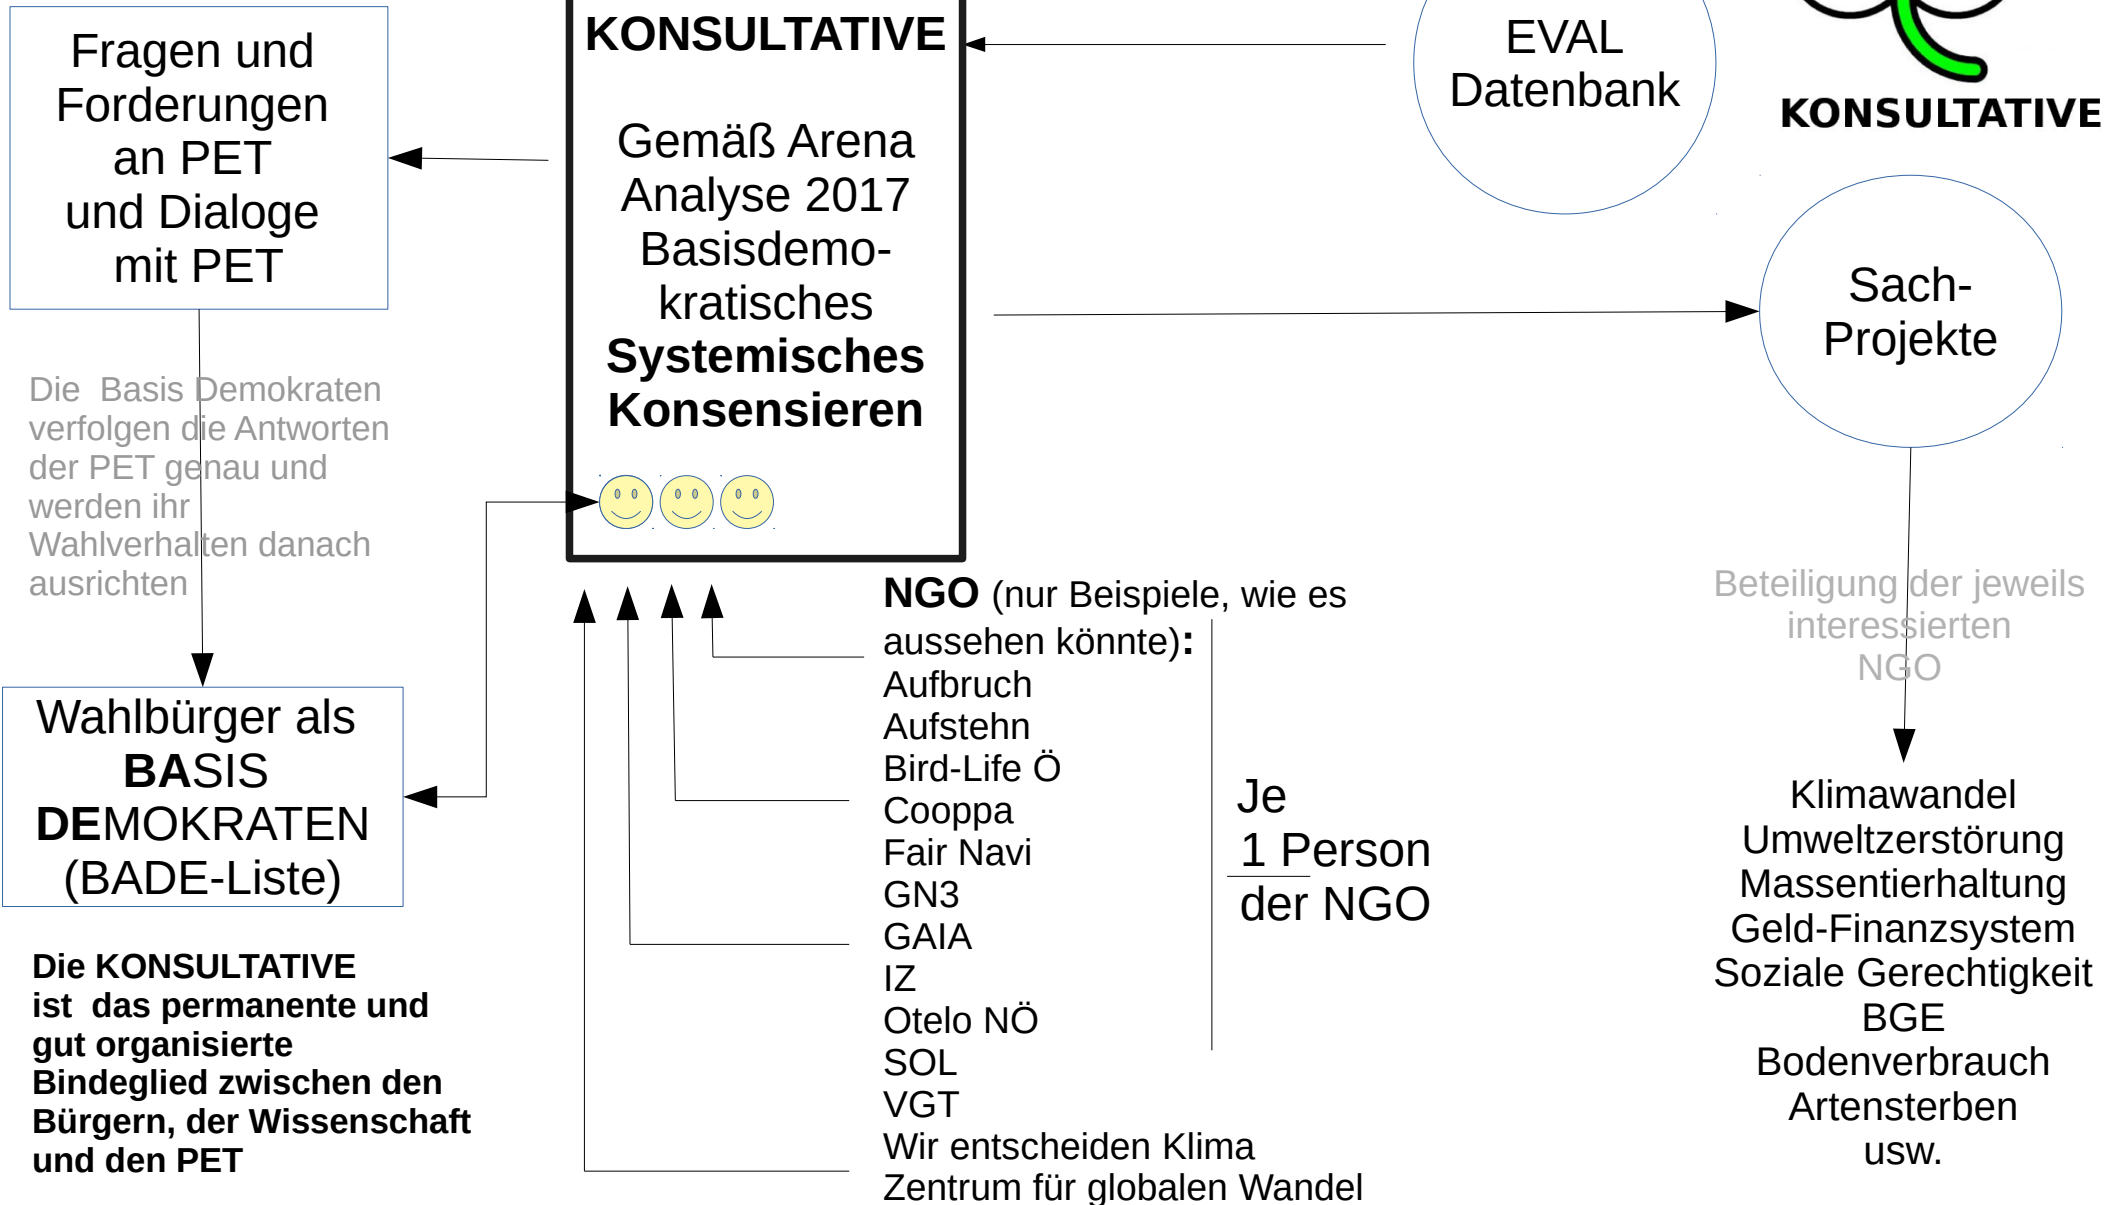 Fragen und
Forderungen
an PET
und Dialoge
mit PET
Die  Basis Demokraten
verfolgen die Antworten
der PET genau und
werden ihr
Wahlverhalten danach
ausrichten
Wahlbürger als
BASIS
DEMOKRATEN
(BADE-Liste)
Die KONSULTATIVE
ist  das permanente und
gut organisierte
Bindeglied zwischen den
Bürgern, der Wissenschaft
und den PET
KONSULTATIVE
Gemäß Arena
Analyse 2017
Basisdemo-
kratisches
Systemisches
Konsensieren
NGO (nur Beispiele, wie es
aussehen könnte):
Aufbruch
Aufstehn
Bird-Life Ö
Cooppa
Fair Navi
GN3
GAIA
IZ
Otelo NÖ
SOL
VGT
Wir entscheiden Klima
Zentrum für globalen Wandel
Je
1 Person
der NGO
EVAL
Datenbank
KONSULTATIVE
Sach-
Projekte
Beteiligung der jeweils
interessierten
NGO
Klimawandel
Umweltzerstörung
Massentierhaltung
Geld-Finanzsystem
Soziale Gerechtigkeit
BGE
Bodenverbrauch
Artensterben
usw.